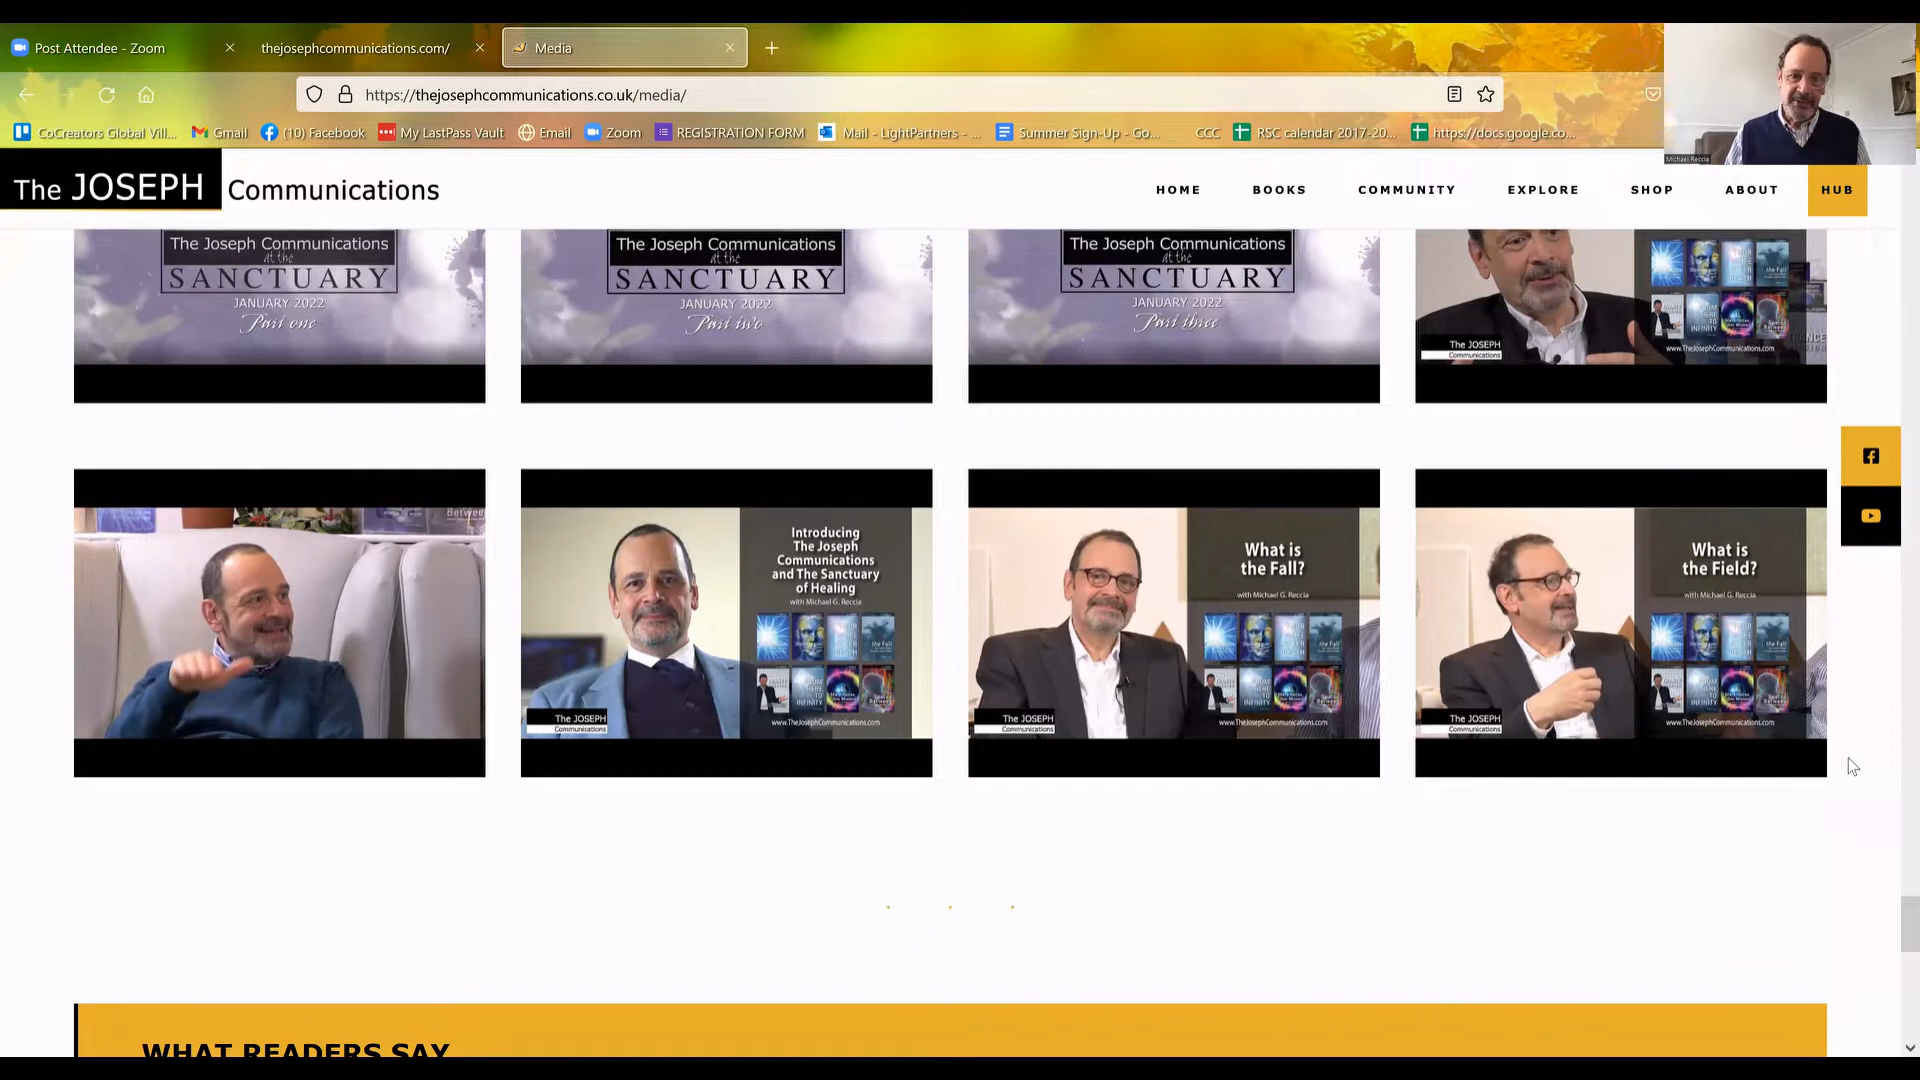 Post Attendee - Zoom
thejosephcommunications.com/
Media
https://thejosephcommunications.co.uk/media/
CoCreators Global Vill...
Gmail
(10) Facebook
My LastPass Vault
Email
Zoom
REGISTRATION FORM
Mail - LightPartners - ...
Summer Sign-Up - Go...
CCC
RSC calendar 2017-20...
https://docs.google.co...
Michael Reccia
The JOSEPH Communications
HOME
BOOKS
COMMUNITY
EXPLORE
SHOP
ABOUT
HUB
The Joseph Communications
at the
SANCTUARY
JANUARY 2022
Part one
The Joseph Communications
at the
SANCTUARY
JANUARY 2022
Part two
The Joseph Communications
at the
SANCTUARY
JANUARY 2022
Part three
The JOSEPH
Communications
www.TheJosephCommunications.com
Introducing
The Joseph
Communications
and The Sanctuary
of Healing
with Michael G. Reccia
The JOSEPH
Communications
www.TheJosephCommunications.com
What is
the Fall?
with Michael G. Reccia
The JOSEPH
Communications
www.TheJosephCommunications.com
What is
the Field?
with Michael G. Reccia
The JOSEPH
Communications
www.TheJosephCommunications.com
WHAT READERS SAY